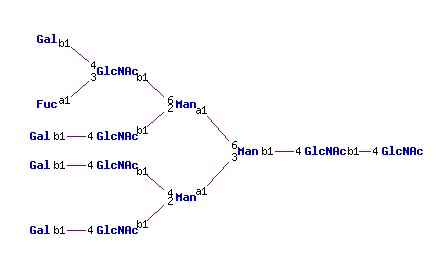 Gal b1
4 GlcNAc b1
3
Fuc a1
6 Man a1
2
Gal b1 4 GlcNAc b1
6 Man b1 4 GlcNAc b1 4 GlcNAc
3
Gal b1 4 GlcNAc b1
4 Man a1
2
Gal b1 4 GlcNAc b1